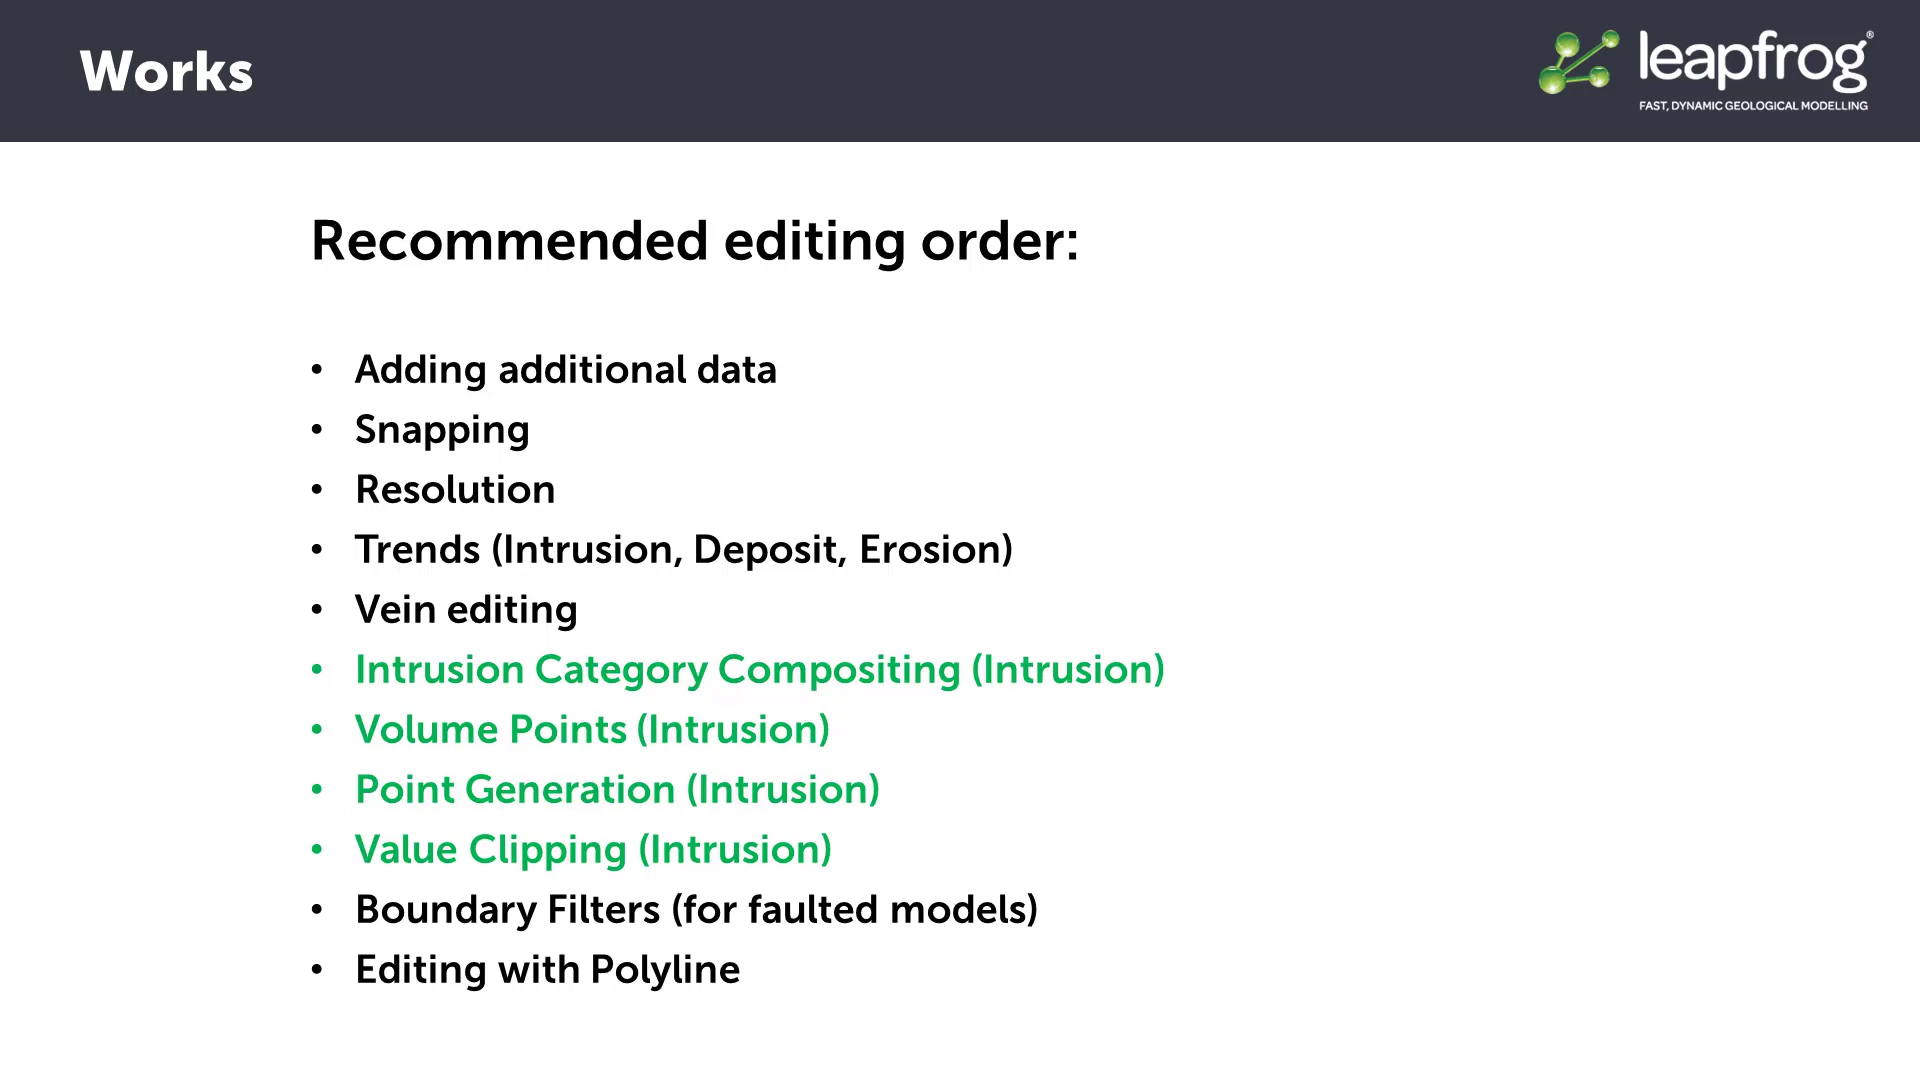 Works
leapfrog®
FAST, DYNAMIC GEOLOGICAL MODELLING
Recommended editing order:
• Adding additional data
• Snapping
• Resolution
• Trends (Intrusion, Deposit, Erosion)
• Vein editing
• Intrusion Category Compositing (Intrusion)
• Volume Points (Intrusion)
• Point Generation (Intrusion)
• Value Clipping (Intrusion)
• Boundary Filters (for faulted models)
• Editing with Polyline